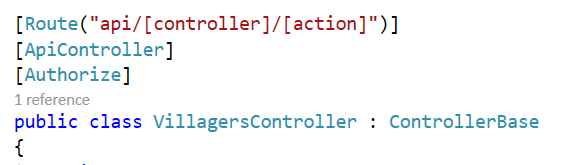 [Route("api/[controller]/[action]")]
[ApiController]
[Authorize]
1 reference
public class VillagersController : ControllerBase
{